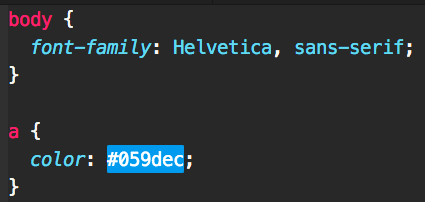 body {
  font-family: Helvetica, sans-serif;
}

a {
  color: #059dec;
}